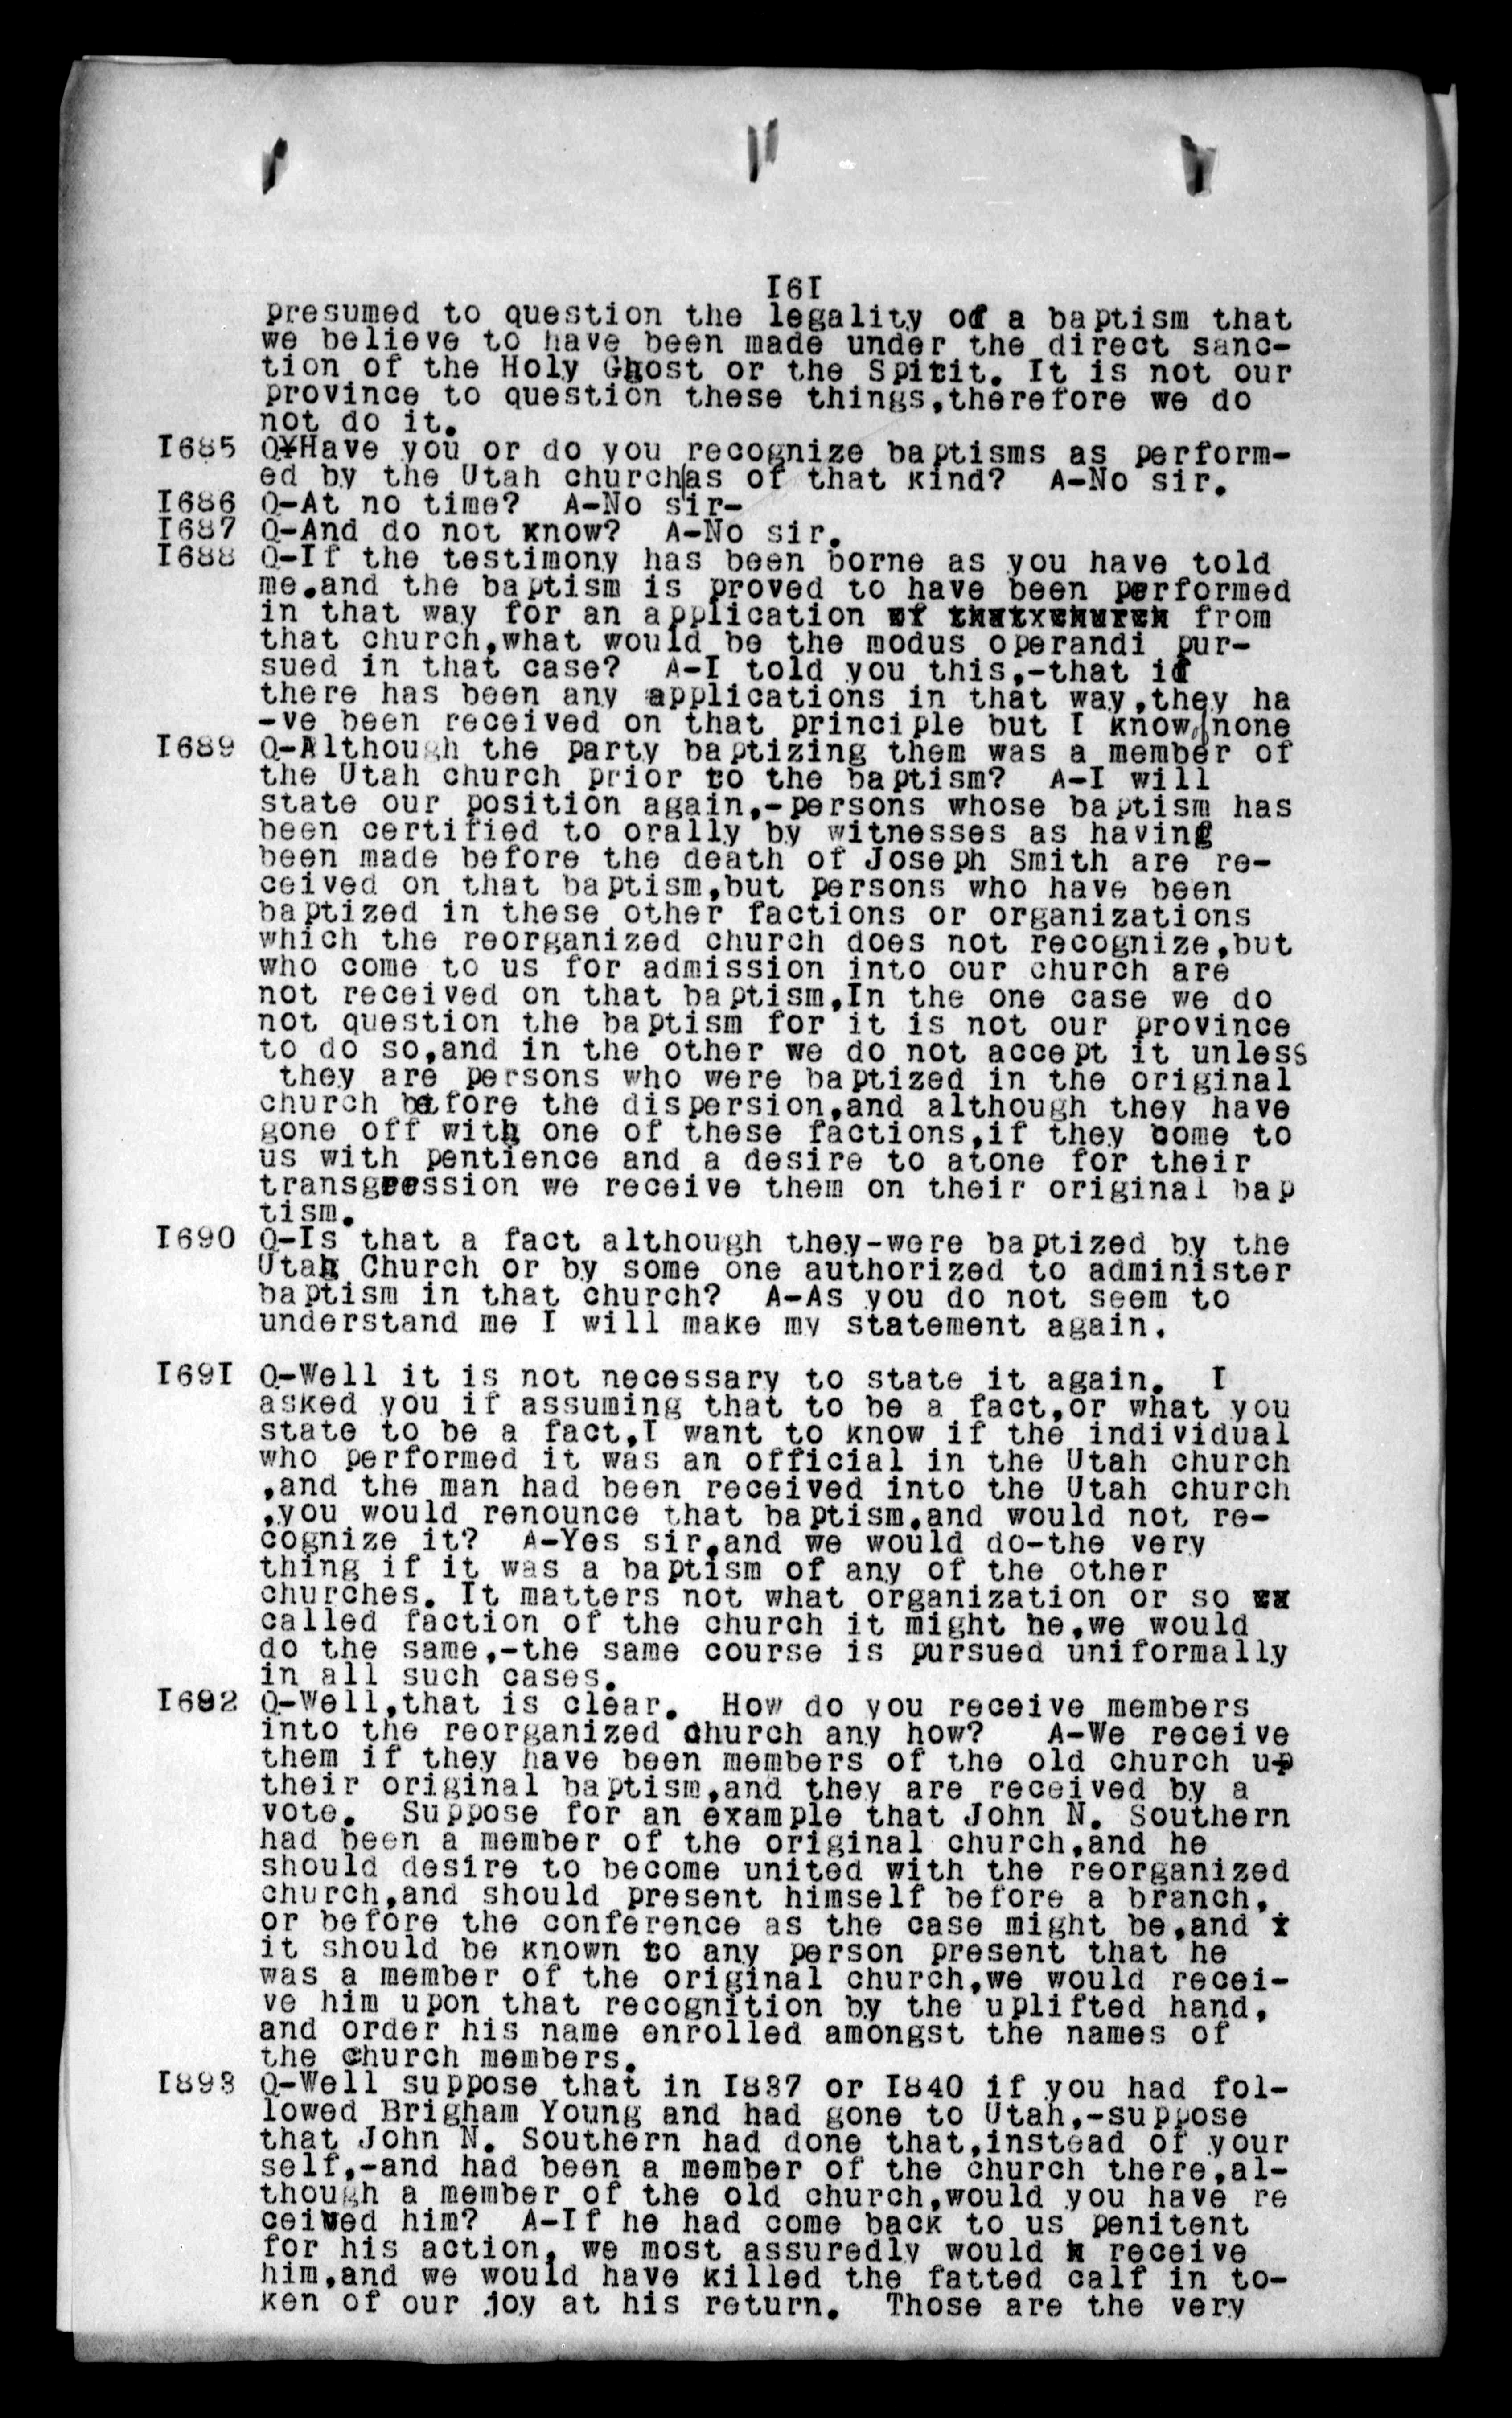 I6I
presumed to question the legality of a baptism that
we believe to have been made under the direct sanc-
tion of the Holy Ghost or the Spirit. It is not our
province to question these things,therefore we do
not do it.
I685 Q¥Have you or do you recognize baptisms as perform-
ed by the Utah church as of that kind?  A-No sir.
I686 Q-At no time?  A-No sir-
I687 Q-And do not know?  A-No sir.
I688 Q-If the testimony has been borne as you have told
me.and the baptism is proved to have been performed
in that way for an application from
that church,what would be the modus operandi pur-
sued in that case?  A-I told you this,-that if
there has been any applications in that way,they ha
-ve been received on that principle but I know none
I689 Q-Although the party baptizing them was a member of
the Utah church prior to the baptism?  A-I will
state our position again,-persons whose baptism has
been certified to orally by witnesses as having
been made before the death of Joseph Smith are re-
ceived on that baptism,but persons who have been
baptized in these other factions or organizations
which the reorganized church does not recognize,but
who come to us for admission into our church are
not received on that baptism,In the one case we do
not question the baptism for it is not our province
to do so,and in the other we do not accept it unless
they are persons who were baptized in the original
church before the dispersion,and although they have
gone off with one of these factions,if they come to
us with pentience and a desire to atone for their
transgression we receive them on their original bap
tism.
I690 Q-Is that a fact although they-were baptized by the
Utah Church or by some one authorized to administer
baptism in that church?  A-As you do not seem to
understand me I will make my statement again.
I69I Q-Well it is not necessary to state it again.  I
asked you if assuming that to be a fact,or what you
state to be a fact,I want to know if the individual
who performed it was an official in the Utah church
,and the man had been received into the Utah church
,you would renounce that baptism.and would not re-
cognize it?  A-Yes sir,and we would do-the very
thing if it was a baptism of any of the other
churches. It matters not what organization or so
called faction of the church it might be,we would
do the same,-the same course is pursued uniformally
in all such cases.
I692 Q-Well,that is clear.  How do you receive members
into the reorganized church any how?   A-We receive
them if they have been members of the old church up
their original baptism,and they are received by a
vote.  Suppose for an example that John N. Southern
had been a member of the original church,and he
should desire to become united with the reorganized
church,and should present himself before a branch,
or before the conference as the case might be,and
it should be known to any person present that he
was a member of the original church,we would recei-
ve him upon that recognition by the uplifted hand,
and order his name enrolled amongst the names of
the church members.
I893 Q-Well suppose that in I837 or I840 if you had fol-
lowed Brigham Young and had gone to Utah,-suppose
that John N. Southern had done that,instead of your
self,-and had been a member of the church there,al-
though a member of the old church,would you have re
ceived him?  A-If he had come back to us penitent
for his action, we most assuredly would receive
him,and we would have killed the fatted calf in to-
ken of our joy at his return.  Those are the very